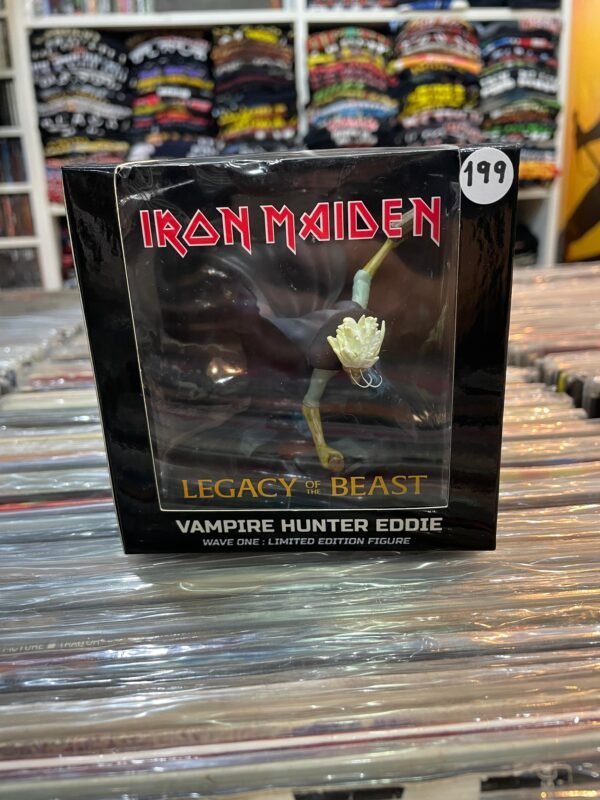 199
IRON MAIDEN
LEGACY OF THE BEAST
VAMPIRE HUNTER EDDIE
WAVE ONE : LIMITED EDITION FIGURE